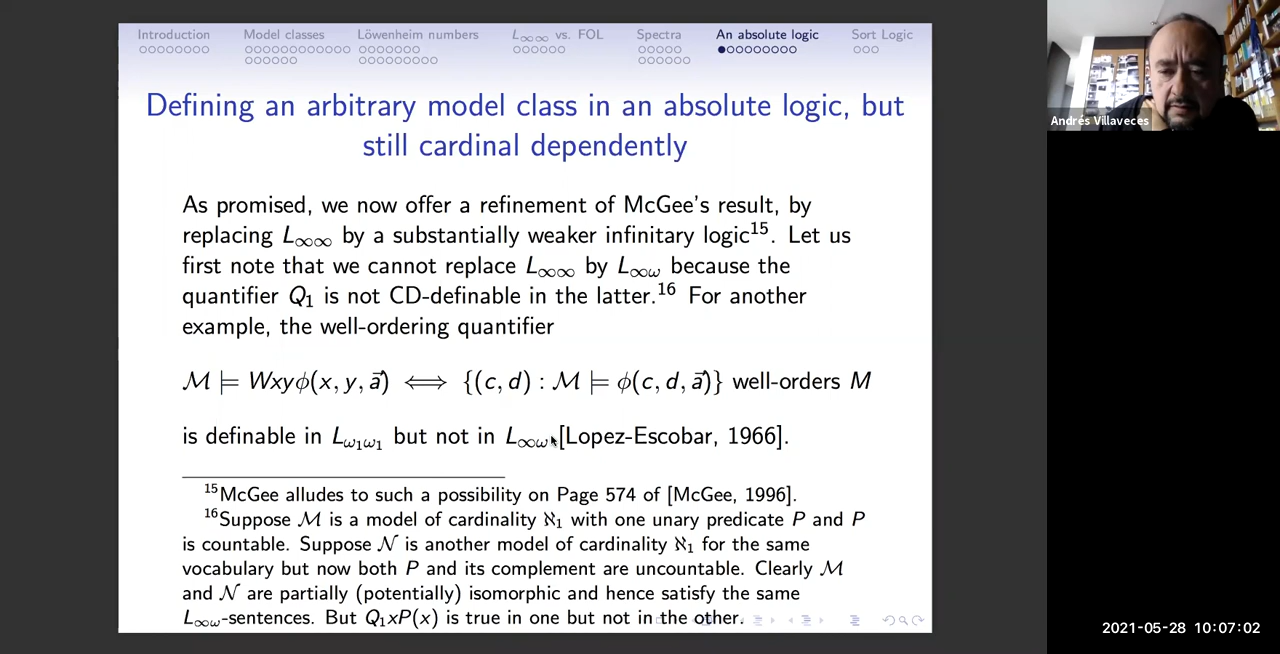 Introduction Model classes Löwenheim numbers L∞∞ vs. FOL Spectra An absolute logic Sort Logic
Defining an arbitrary model class in an absolute logic, but
still cardinal dependently
As promised, we now offer a refinement of McGee's result, by
replacing L∞∞ by a substantially weaker infinitary logic¹⁵. Let us
first note that we cannot replace L∞∞ by L∞ω because the
quantifier Q₁ is not CD-definable in the latter.¹⁶ For another
example, the well-ordering quantifier
ℳ ⊨ Wxyϕ(x, y, a⃗) ⟺ {(c, d) : ℳ ⊨ ϕ(c, d, a⃗)} well-orders M
is definable in Lω₁ω₁ but not in L∞ω [Lopez-Escobar, 1966].
¹⁵McGee alludes to such a possibility on Page 574 of [McGee, 1996].
¹⁶Suppose ℳ is a model of cardinality ℵ₁ with one unary predicate P and P
is countable. Suppose 𝒩 is another model of cardinality ℵ₁ for the same
vocabulary but now both P and its complement are uncountable. Clearly ℳ
and 𝒩 are partially (potentially) isomorphic and hence satisfy the same
L∞ω-sentences. But Q₁xP(x) is true in one but not in the other.
Andrés Villaveces
2021-05-28 10:07:02